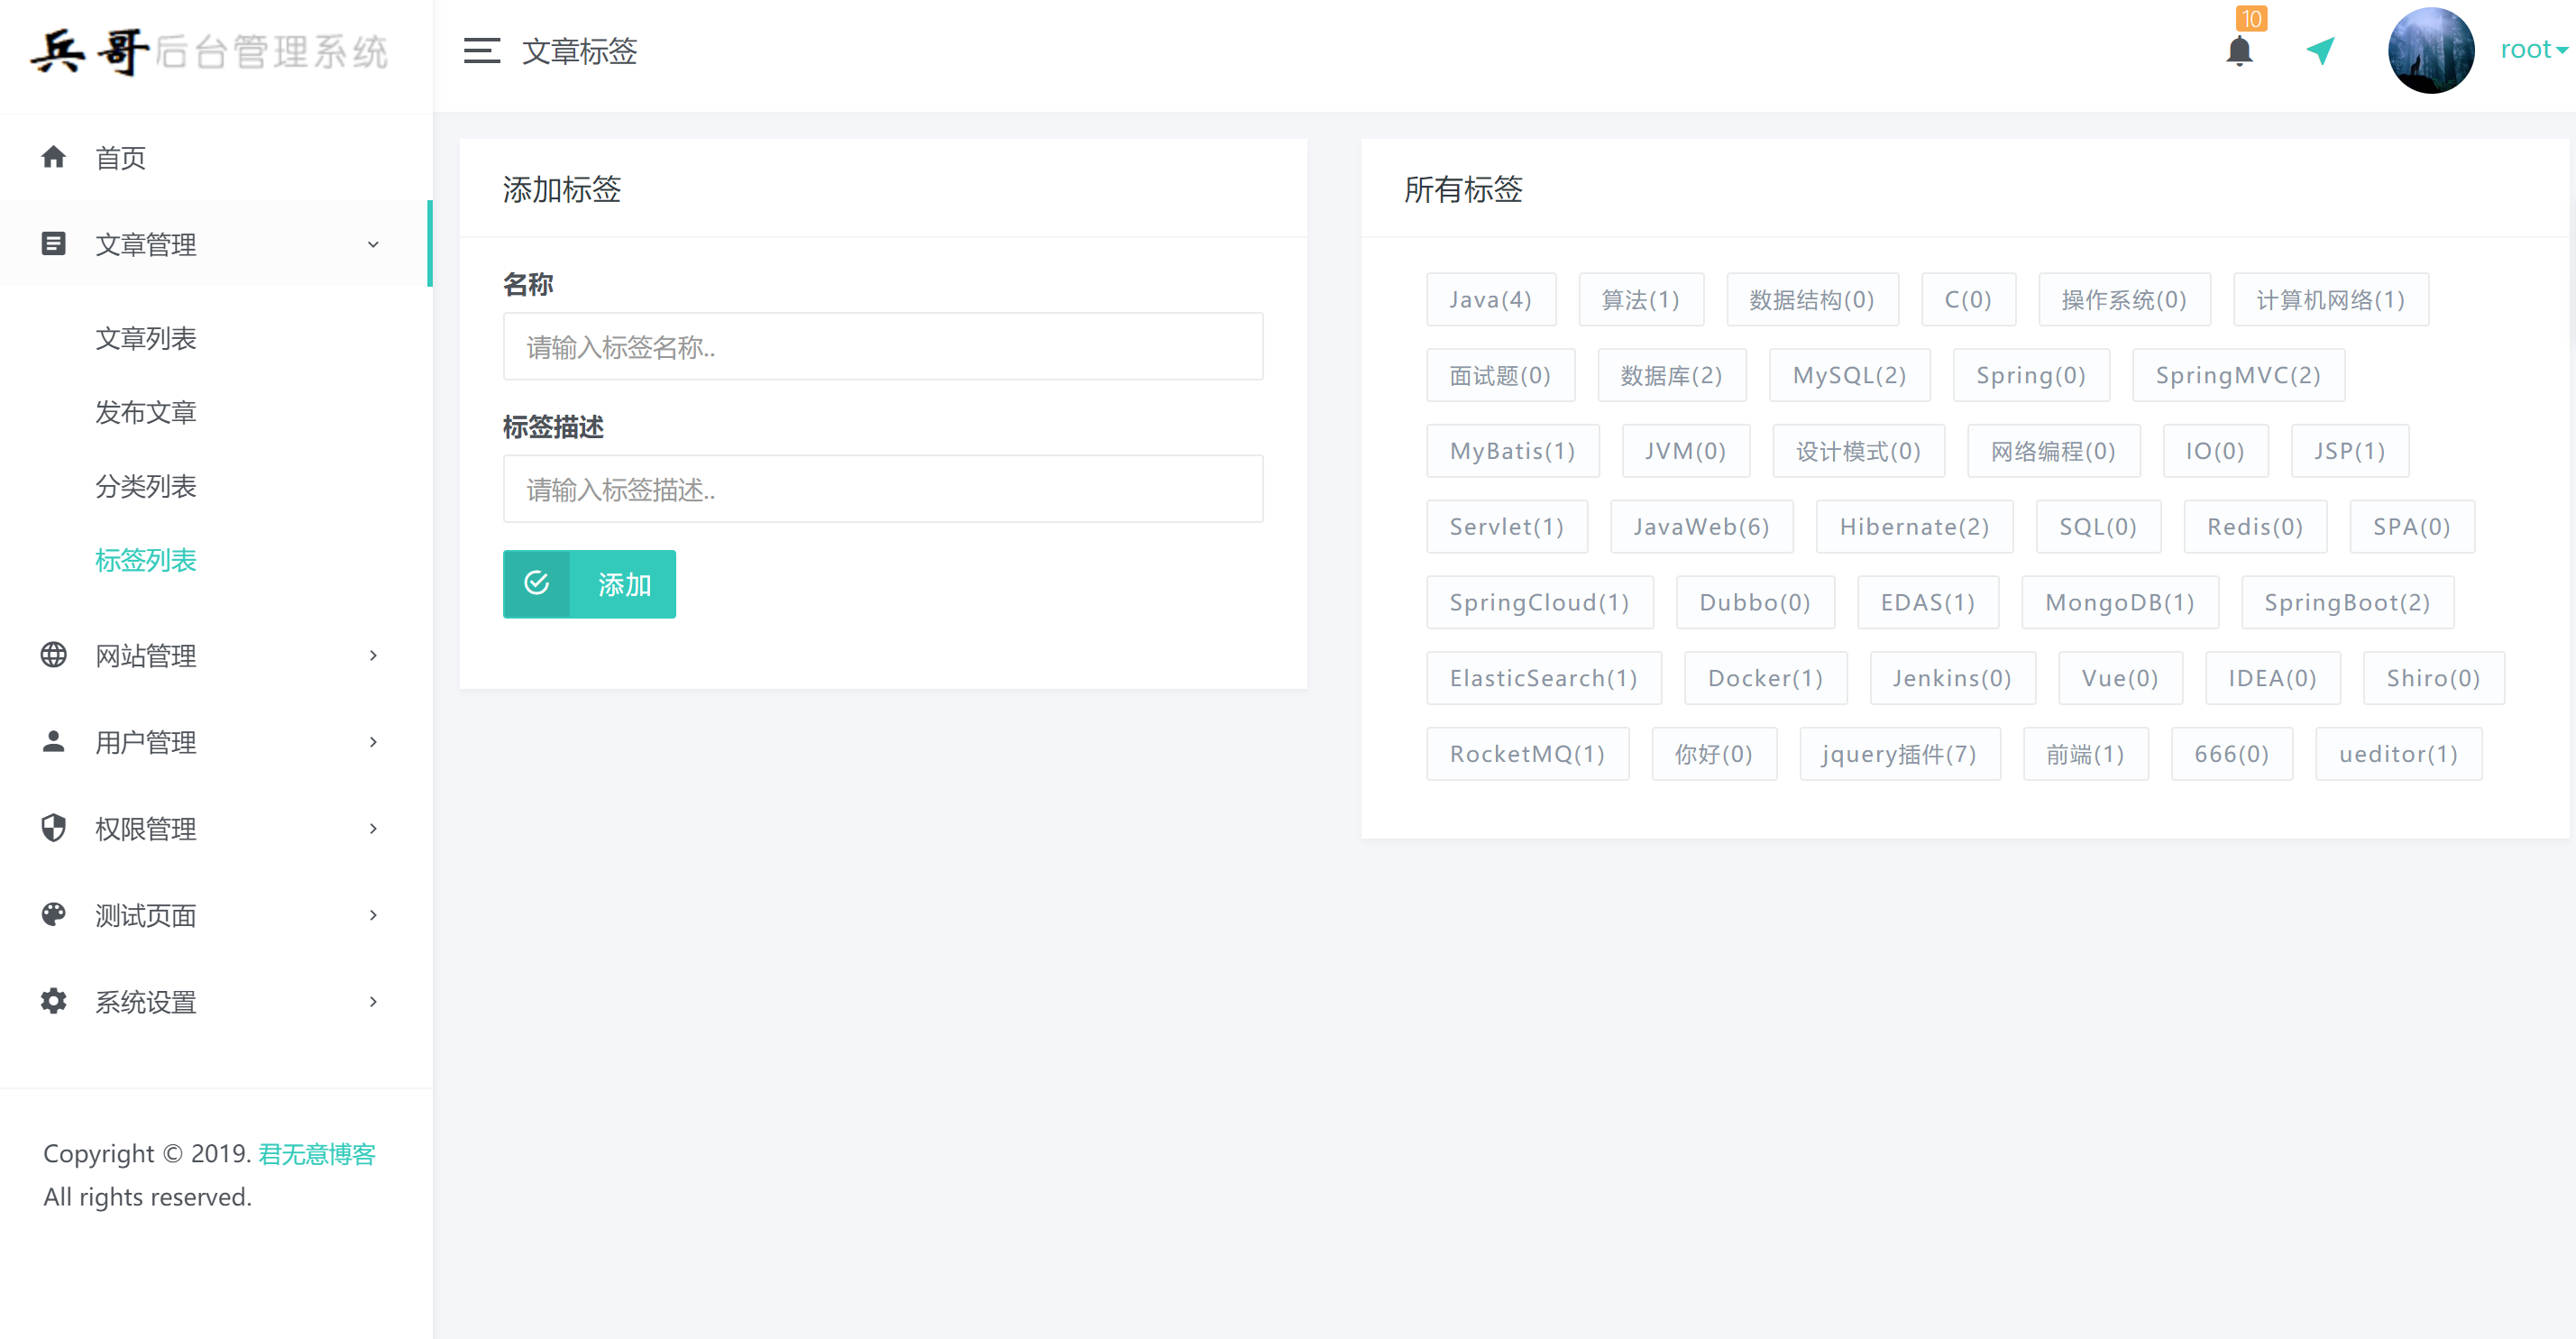 兵哥后台管理系统
文章标签
10
root
首页
文章管理
文章列表
发布文章
分类列表
标签列表
网站管理
用户管理
权限管理
测试页面
系统设置
Copyright © 2019. 君无意博客
All rights reserved.
添加标签
名称
请输入标签名称..
标签描述
请输入标签描述..
添加
所有标签
Java(4) 算法(1) 数据结构(0) C(0) 操作系统(0) 计算机网络(1)
面试题(0) 数据库(2) MySQL(2) Spring(0) SpringMVC(2)
MyBatis(1) JVM(0) 设计模式(0) 网络编程(0) IO(0) JSP(1)
Servlet(1) JavaWeb(6) Hibernate(2) SQL(0) Redis(0) SPA(0)
SpringCloud(1) Dubbo(0) EDAS(1) MongoDB(1) SpringBoot(2)
ElasticSearch(1) Docker(1) Jenkins(0) Vue(0) IDEA(0) Shiro(0)
RocketMQ(1) 你好(0) jquery插件(7) 前端(1) 666(0) ueditor(1)